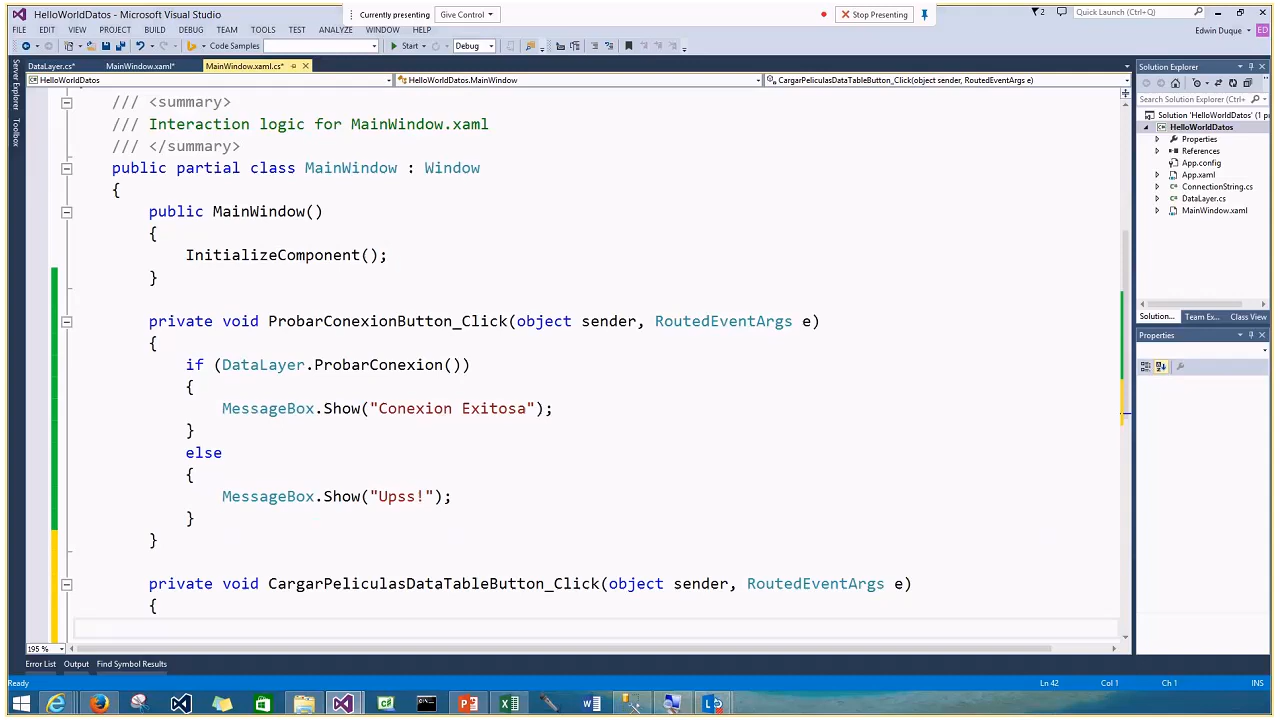 HelloWorldDatos - Microsoft Visual Studio
Currently presenting
Give Control
Stop Presenting
2
Quick Launch (Ctrl+Q)
FILE EDIT VIEW PROJECT BUILD DEBUG TEAM TOOLS TEST ANALYZE WINDOW HELP
Edwin Duque
ED
Code Samples
Start
Debug
DataLayer.cs*
MainWindow.xaml*
MainWindow.xaml.cs*
HelloWorldDatos
HelloWorldDatos.MainWindow
CargarPeliculasDataTableButton_Click(object sender, RoutedEventArgs e)
Server Explorer
Toolbox
/// <summary>
/// Interaction logic for MainWindow.xaml
/// </summary>
public partial class MainWindow : Window
{
public MainWindow()
{
InitializeComponent();
}
private void ProbarConexionButton_Click(object sender, RoutedEventArgs e)
{
if (DataLayer.ProbarConexion())
{
MessageBox.Show("Conexion Exitosa");
}
else
{
MessageBox.Show("Upss!");
}
}
private void CargarPeliculasDataTableButton_Click(object sender, RoutedEventArgs e)
{
195 %
Solution Explorer
Search Solution Explorer (Ctrl+
Solution 'HelloWorldDatos' (1 p
HelloWorldDatos
Properties
References
App.config
App.xaml
ConnectionString.cs
DataLayer.cs
MainWindow.xaml
Solution...
Team Ex...
Class View
Properties
Error List
Output
Find Symbol Results
Ready
Ln 42
Col 1
Ch 1
INS